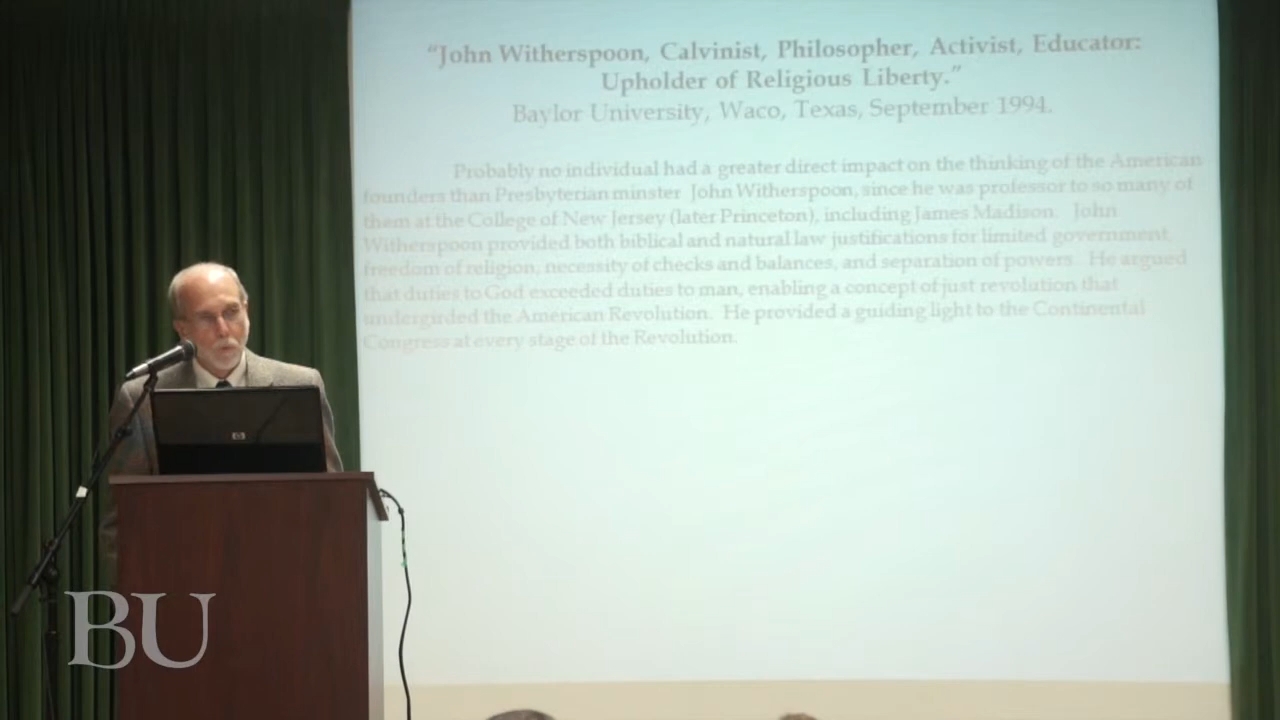 “John Witherspoon, Calvinist, Philosopher, Activist, Educator:
Upholder of Religious Liberty.”
Baylor University, Waco, Texas, September 1994.
Probably no individual had a greater direct impact on the thinking of the American
founders than Presbyterian minster John Witherspoon, since he was professor to so many of
them at the College of New Jersey (later Princeton), including James Madison. John
Witherspoon provided both biblical and natural law justifications for limited government,
freedom of religion, necessity of checks and balances, and separation of powers. He argued
that duties to God exceeded duties to man, enabling a concept of just revolution that
undergirded the American Revolution. He provided a guiding light to the Continental
Congress at every stage of the Revolution.
hp
BU